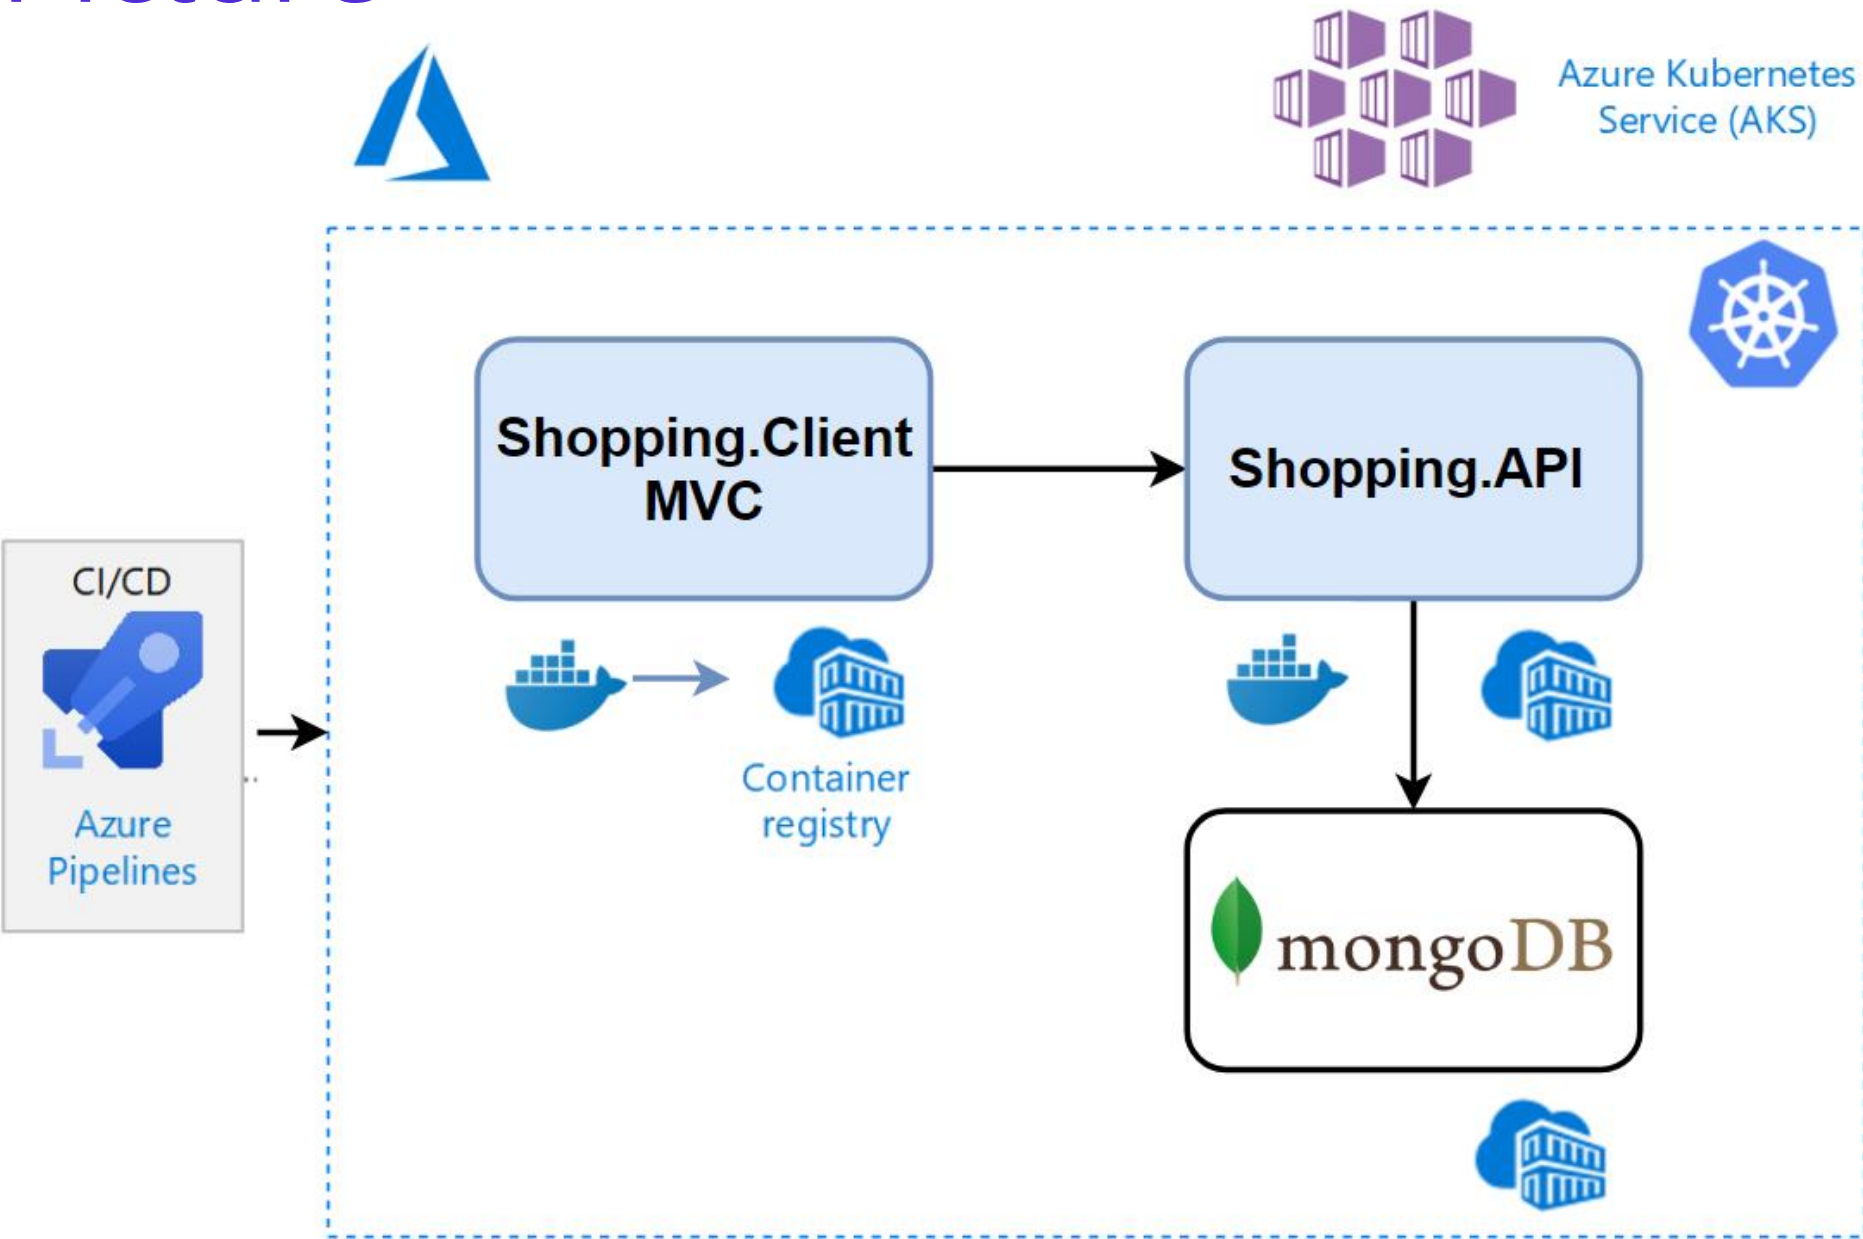 Azure Kubernetes
Service (AKS)
Shopping.Client
MVC
Shopping.API
CI/CD
Azure
Pipelines
Container
registry
mongoDB